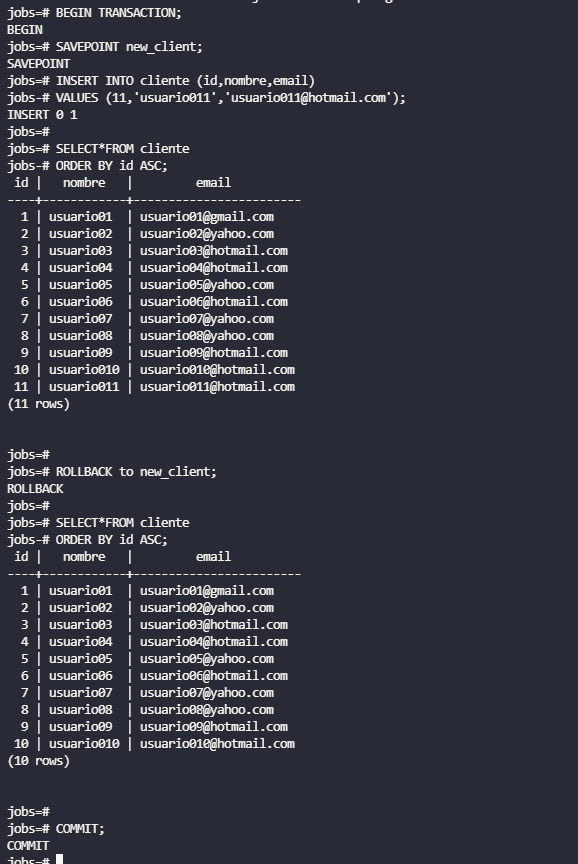 jobs=# BEGIN TRANSACTION;
BEGIN
jobs=# SAVEPOINT new_client;
SAVEPOINT
jobs=# INSERT INTO cliente (id,nombre,email)
jobs-# VALUES (11,'usuario011','usuario011@hotmail.com');
INSERT 0 1
jobs=#
jobs=# SELECT*FROM cliente
jobs-# ORDER BY id ASC;
 id |   nombre   |         email
----+------------+------------------------
  1 | usuario01  | usuario01@gmail.com
  2 | usuario02  | usuario02@yahoo.com
  3 | usuario03  | usuario03@hotmail.com
  4 | usuario04  | usuario04@hotmail.com
  5 | usuario05  | usuario05@yahoo.com
  6 | usuario06  | usuario06@hotmail.com
  7 | usuario07  | usuario07@yahoo.com
  8 | usuario08  | usuario08@yahoo.com
  9 | usuario09  | usuario09@hotmail.com
 10 | usuario010 | usuario010@hotmail.com
 11 | usuario011 | usuario011@hotmail.com
(11 rows)
jobs=#
jobs=# ROLLBACK to new_client;
ROLLBACK
jobs=#
jobs=# SELECT*FROM cliente
jobs-# ORDER BY id ASC;
 id |   nombre   |         email
----+------------+------------------------
  1 | usuario01  | usuario01@gmail.com
  2 | usuario02  | usuario02@yahoo.com
  3 | usuario03  | usuario03@hotmail.com
  4 | usuario04  | usuario04@hotmail.com
  5 | usuario05  | usuario05@yahoo.com
  6 | usuario06  | usuario06@hotmail.com
  7 | usuario07  | usuario07@yahoo.com
  8 | usuario08  | usuario08@yahoo.com
  9 | usuario09  | usuario09@hotmail.com
 10 | usuario010 | usuario010@hotmail.com
(10 rows)
jobs=#
jobs=# COMMIT;
COMMIT
jobs=#